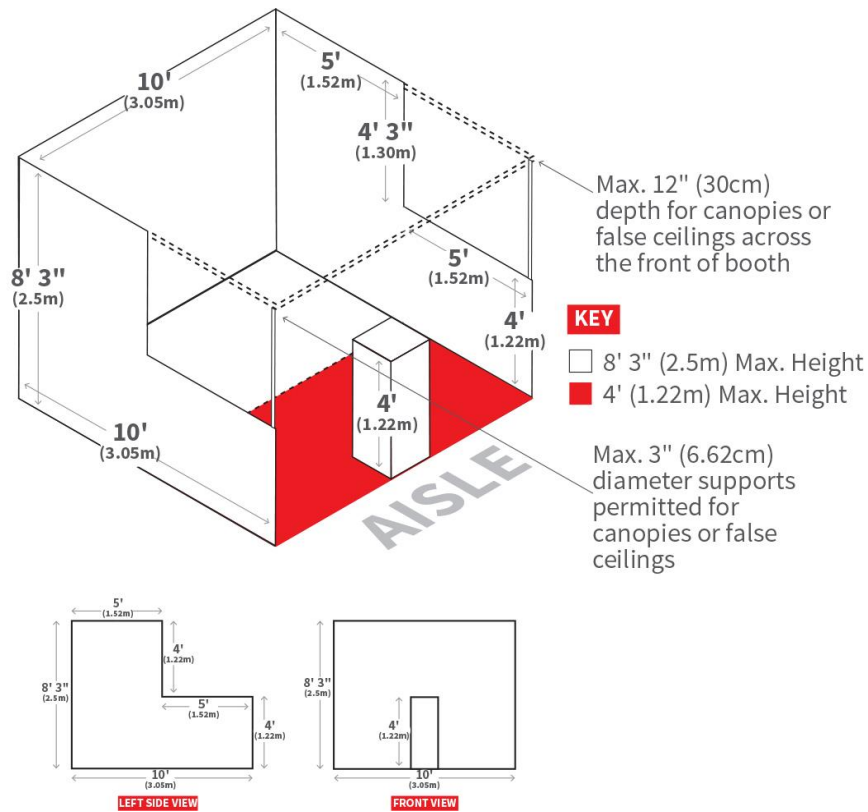 10'
(3.05m)
5'
(1.52m)
4' 3"
(1.30m)
Max. 12" (30cm)
depth for canopies or
false ceilings across
the front of booth
8' 3"
(2.5m)
5'
(1.52m)
4'
(1.22m)
KEY
8' 3" (2.5m) Max. Height
4' (1.22m) Max. Height
4'
(1.22m)
10'
(3.05m)
AISLE
Max. 3" (6.62cm)
diameter supports
permitted for
canopies or false
ceilings
5'
(1.52m)
4'
(1.22m)
8' 3"
(2.5m)
5'
(1.52m)
4'
(1.22m)
10'
(3.05m)
LEFT SIDE VIEW
8' 3"
(2.5m)
4'
(1.22m)
10'
(3.05m)
FRONT VIEW